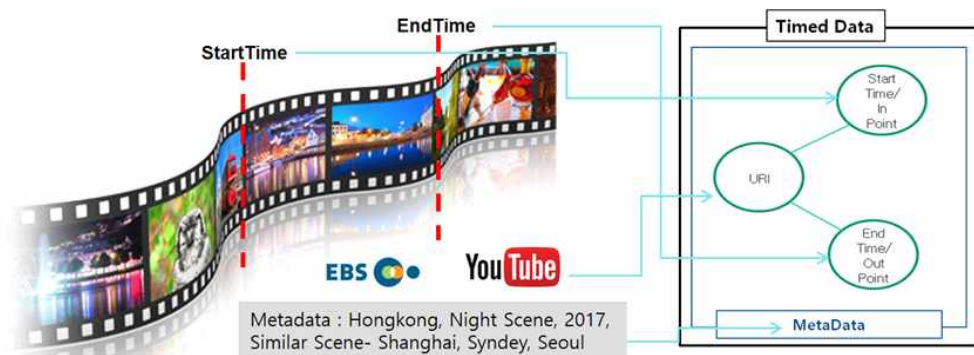 EndTime
StartTime
Timed Data
Start
Time/
In
Point
URI
End
Time/
Out
Point
EBS
YouTube
Metadata : Hongkong, Night Scene, 2017,
Similar Scene- Shanghai, Syndey, Seoul
MetaData